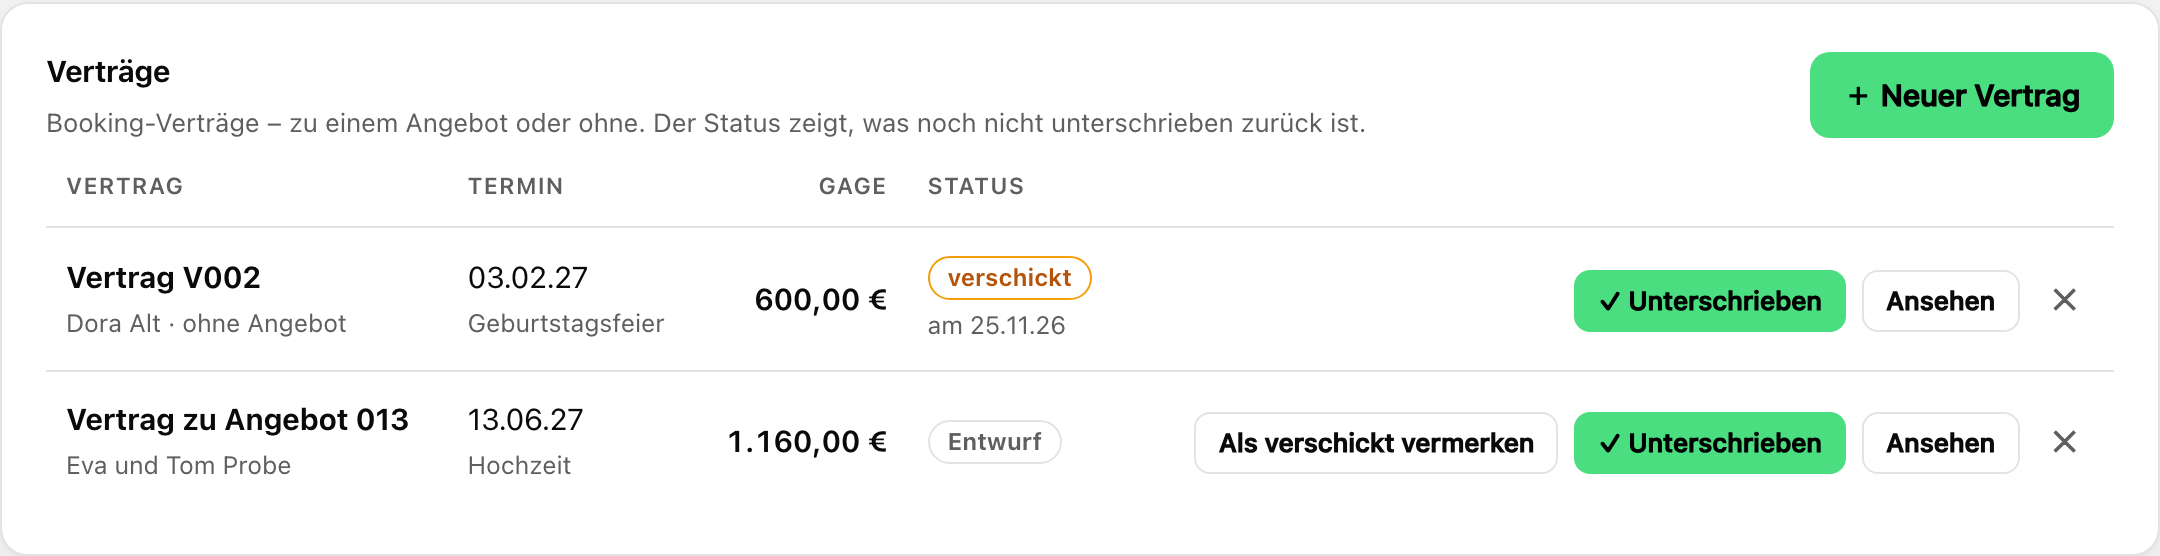 Verträge
+ Neuer Vertrag
Booking-Verträge – zu einem Angebot oder ohne. Der Status zeigt, was noch nicht unterschrieben zurück ist.
VERTRAG TERMIN GAGE STATUS
Vertrag V002 03.02.27 600,00 € verschickt ✓ Unterschrieben Ansehen ✕
Dora Alt · ohne Angebot Geburtstagsfeier am 25.11.26
Vertrag zu Angebot 013 13.06.27 1.160,00 € Entwurf Als verschickt vermerken ✓ Unterschrieben Ansehen ✕
Eva und Tom Probe Hochzeit